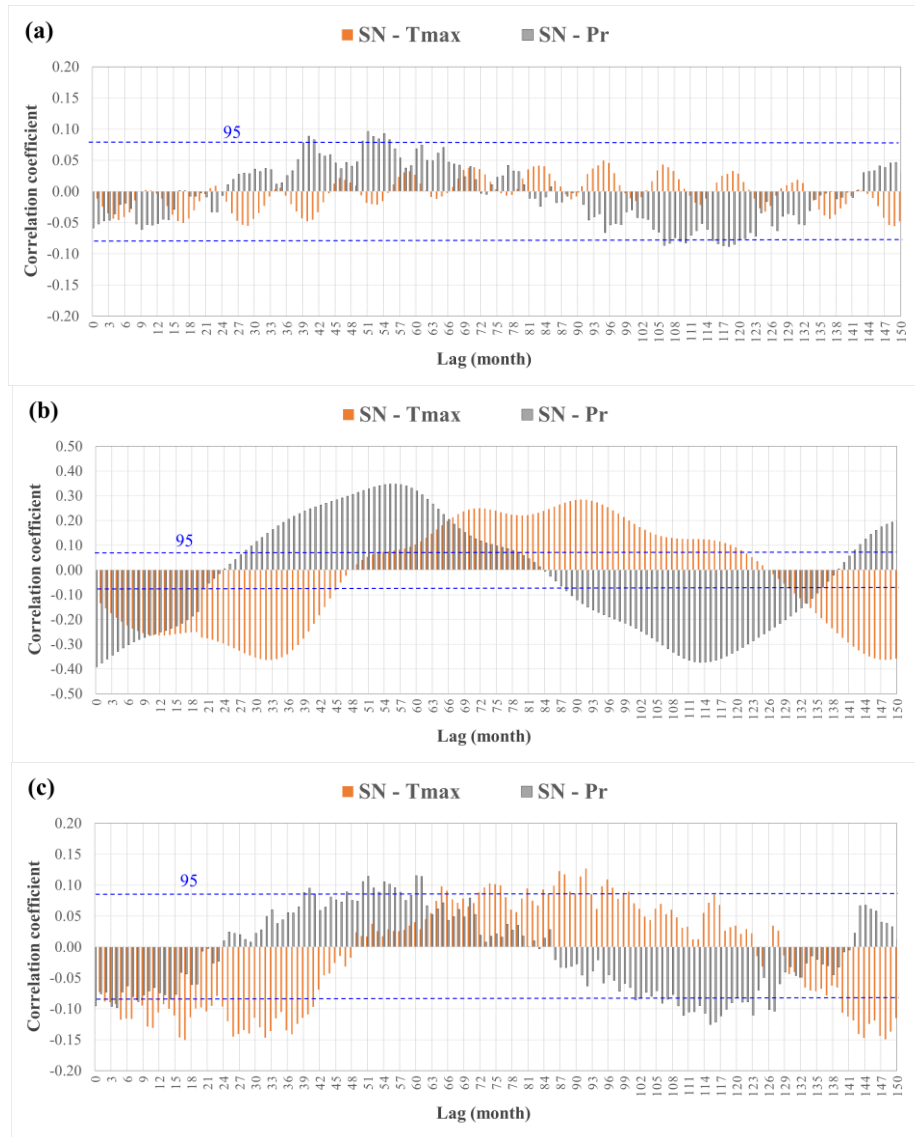 (a)
SN - Tmax SN - Pr
Correlation coefficient
0.20
0.15
0.10
0.05
0.00
-0.05
-0.10
-0.15
-0.20
95
0 3 6 9 12 15 18 21 24 27 30 33 36 39 42 45 48 51 54 57 60 63 66 69 72 75 78 81 84 87 90 93 96 99 102 105 108 111 114 117 120 123 126 129 132 135 138 141 144 147 150
Lag (month)
(b)
SN - Tmax SN - Pr
Correlation coefficient
0.50
0.40
0.30
0.20
0.10
0.00
-0.10
-0.20
-0.30
-0.40
-0.50
95
0 3 6 9 12 15 18 21 24 27 30 33 36 39 42 45 48 51 54 57 60 63 66 69 72 75 78 81 84 87 90 93 96 99 102 105 108 111 114 117 120 123 126 129 132 135 138 141 144 147 150
Lag (month)
(c)
SN - Tmax SN - Pr
Correlation coefficient
0.20
0.15
0.10
0.05
0.00
-0.05
-0.10
-0.15
-0.20
95
0 3 6 9 12 15 18 21 24 27 30 33 36 39 42 45 48 51 54 57 60 63 66 69 72 75 78 81 84 87 90 93 96 99 102 105 108 111 114 117 120 123 126 129 132 135 138 141 144 147 150
Lag (month)